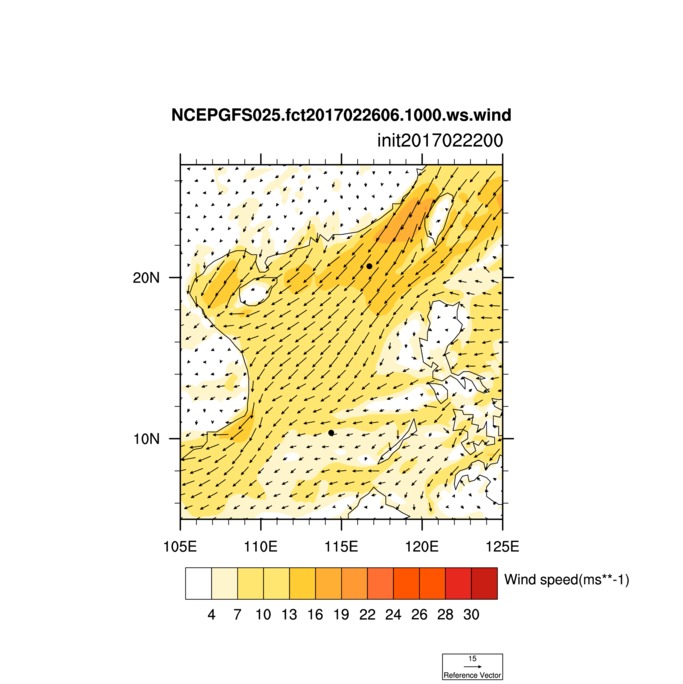 NCEPGFS025.fct2017022606.1000.ws.wind
init2017022200
20N
10N
105E 110E 115E 120E 125E
Wind speed(ms**-1)
4 7 10 13 16 19 22 24 26 28 30
15
Reference Vector